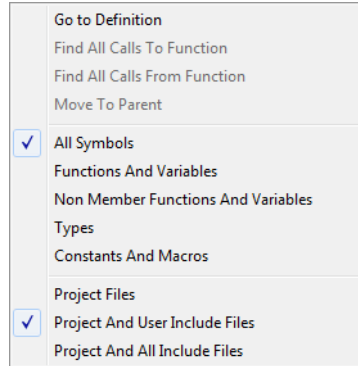 Go to Definition
Find All Calls To Function
Find All Calls From Function
Move To Parent
All Symbols
Functions And Variables
Non Member Functions And Variables
Types
Constants And Macros
Project Files
Project And User Include Files
Project And All Include Files